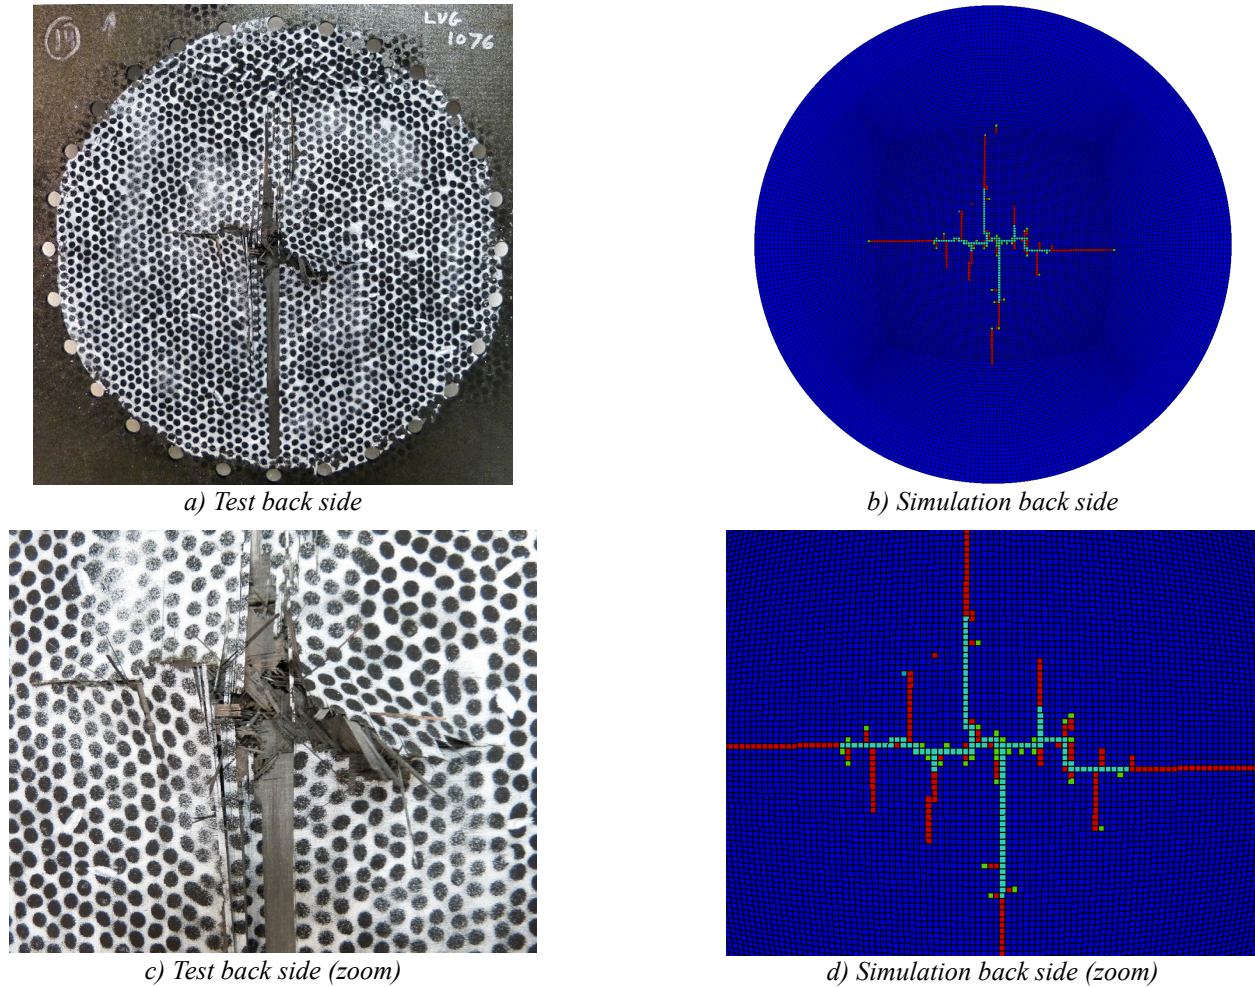 LVG
1076
a) Test back side
b) Simulation back side
c) Test back side (zoom)
d) Simulation back side (zoom)